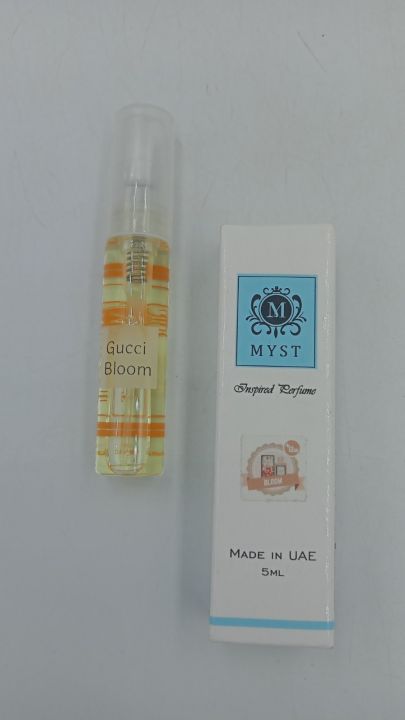 Gucci
Bloom
M
MYST
Inspired Perfume
BLOOM
MADE IN UAE
5ML